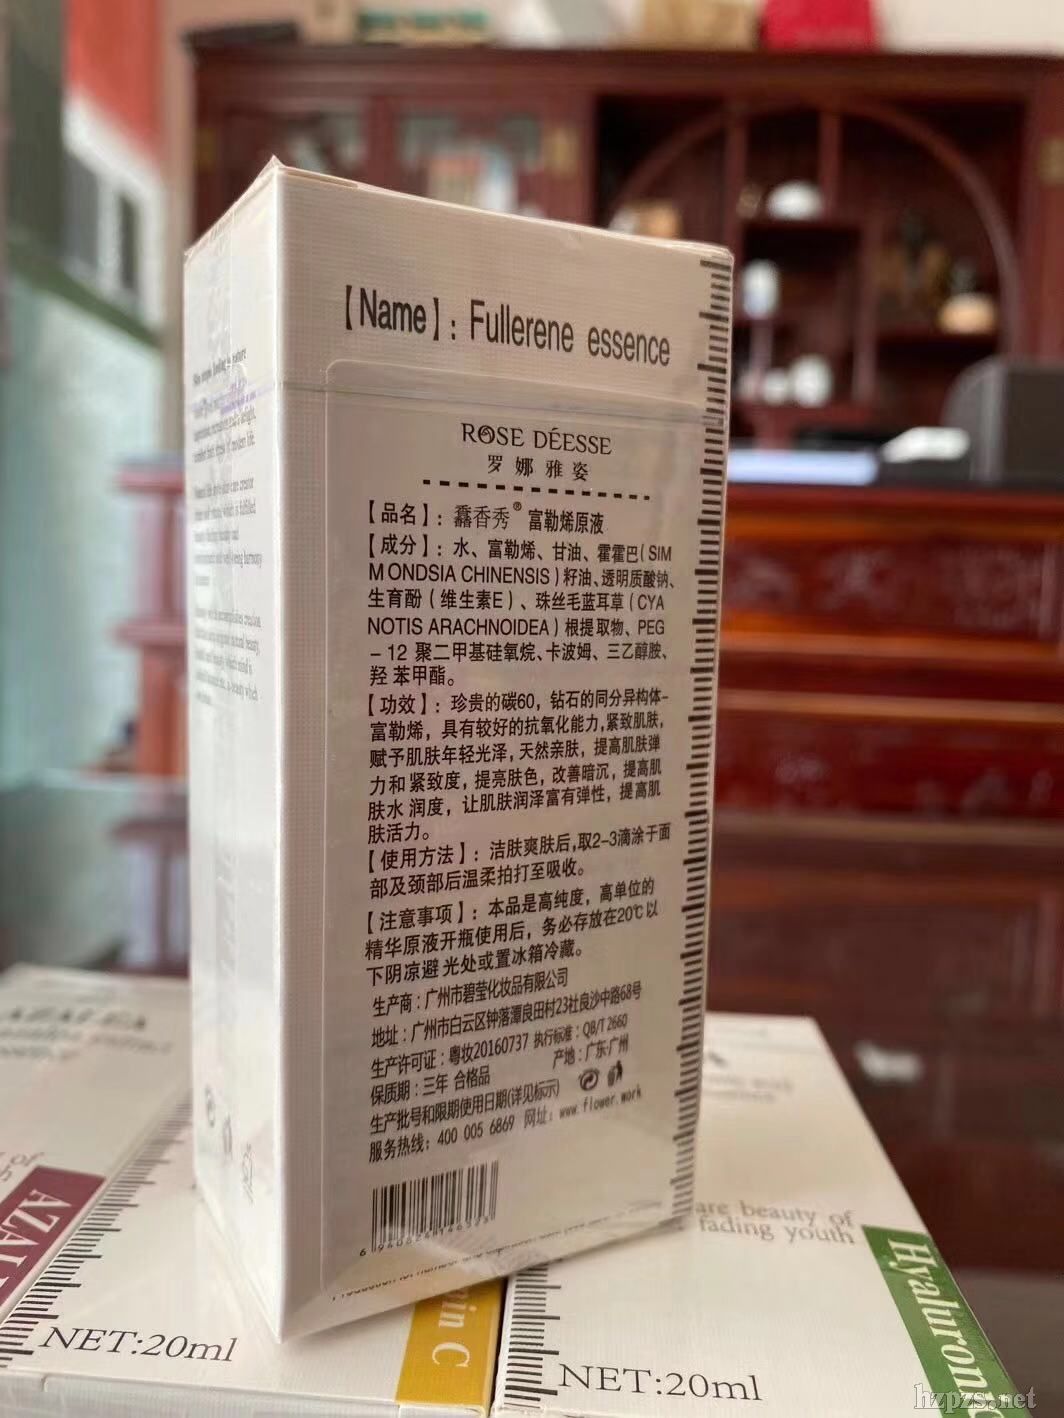 【Name】: Fullerene essence
ROSE DÉESSE
罗娜雅姿
【品名】: 馫香秀® 富勒烯原液
【成分】: 水、富勒烯、甘油、霍霍巴(SIM
MONDSIA CHINENSIS)籽油、透明质酸钠、
生育酚(维生素E)、珠丝毛蓝耳草(CYA
NOTIS ARACHNOIDEA)根提取物、PEG
-12 聚二甲基硅氧烷、卡波姆、三乙醇胺、
羟苯甲酯。
【功效】: 珍贵的碳60, 钻石的同分异构体-
富勒烯, 具有较好的抗氧化能力,紧致肌肤,
赋予肌肤年轻光泽,天然亲肤, 提高肌肤弹
力和紧致度, 提亮肤色, 改善暗沉, 提高肌
肤水润度, 让肌肤润泽富有弹性, 提高肌
肤活力。
【使用方法】: 洁肤爽肤后,取2-3滴涂于面
部及颈部后温柔拍打至吸收。
【注意事项】: 本品是高纯度, 高单位的
精华原液开瓶使用后, 务必存放在20℃以
下阴凉避光处或置冰箱冷藏。
生产商: 广州市碧莹化妆品有限公司
地址: 广州市白云区钟落潭良田村23社良沙中路68号
生产许可证: 粤妆20160737 执行标准: QB/T 2660
保质期: 三年 合格品 产地: 广东·广州
生产批号和限期使用日期(详见标示)
服务热线: 400 005 6869 网址: www.flower.work
NET:20ml
in C
AZAL
are beauty of
fading youth
NET:20ml
Hyaluron
hzpzs.net